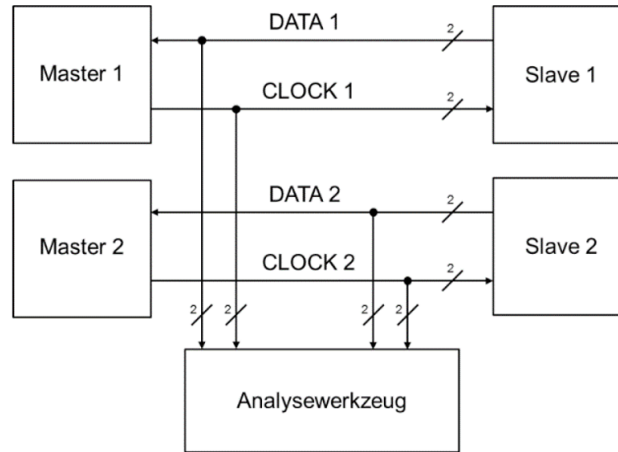 DATA 1
2
Master 1
Slave 1
CLOCK 1
2
DATA 2
2
Master 2
Slave 2
CLOCK 2
2
2
2
2
2
Analysewerkzeug